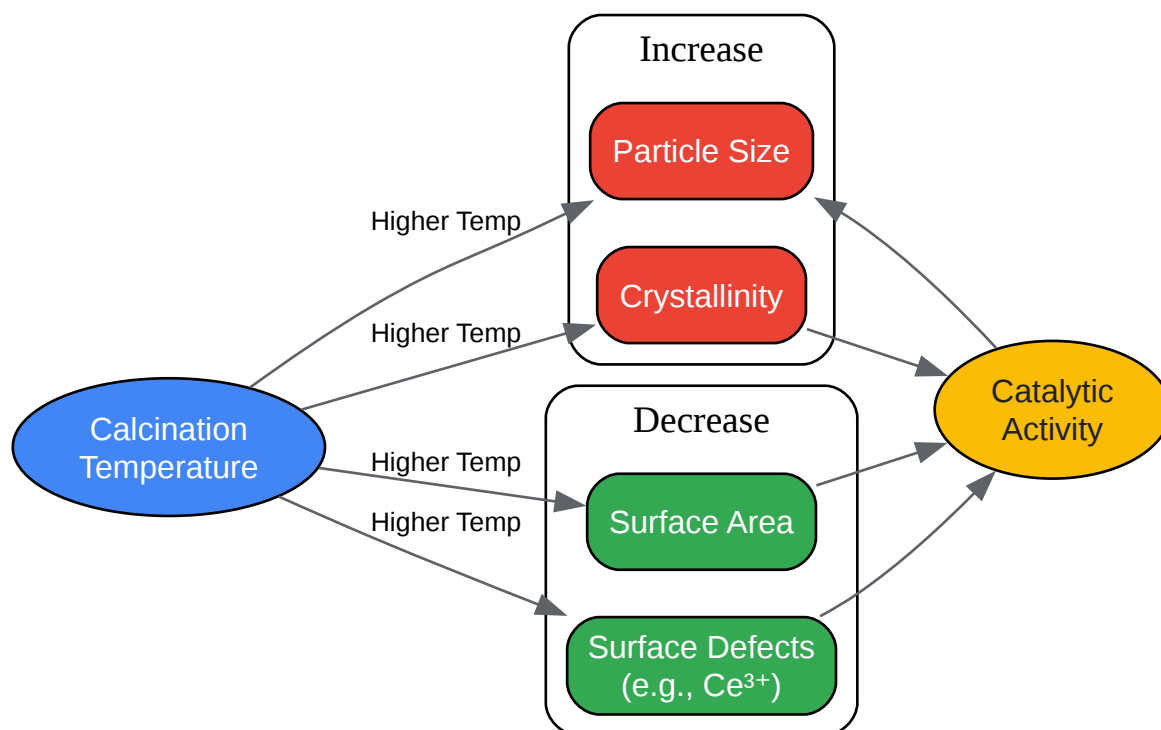 Increase
Particle Size
Higher Temp
Crystallinity
Higher Temp
Calcination
Temperature
Catalytic
Activity
Decrease
Higher Temp
Surface Area
Higher Temp
Surface Defects
(e.g., Ce³⁺)